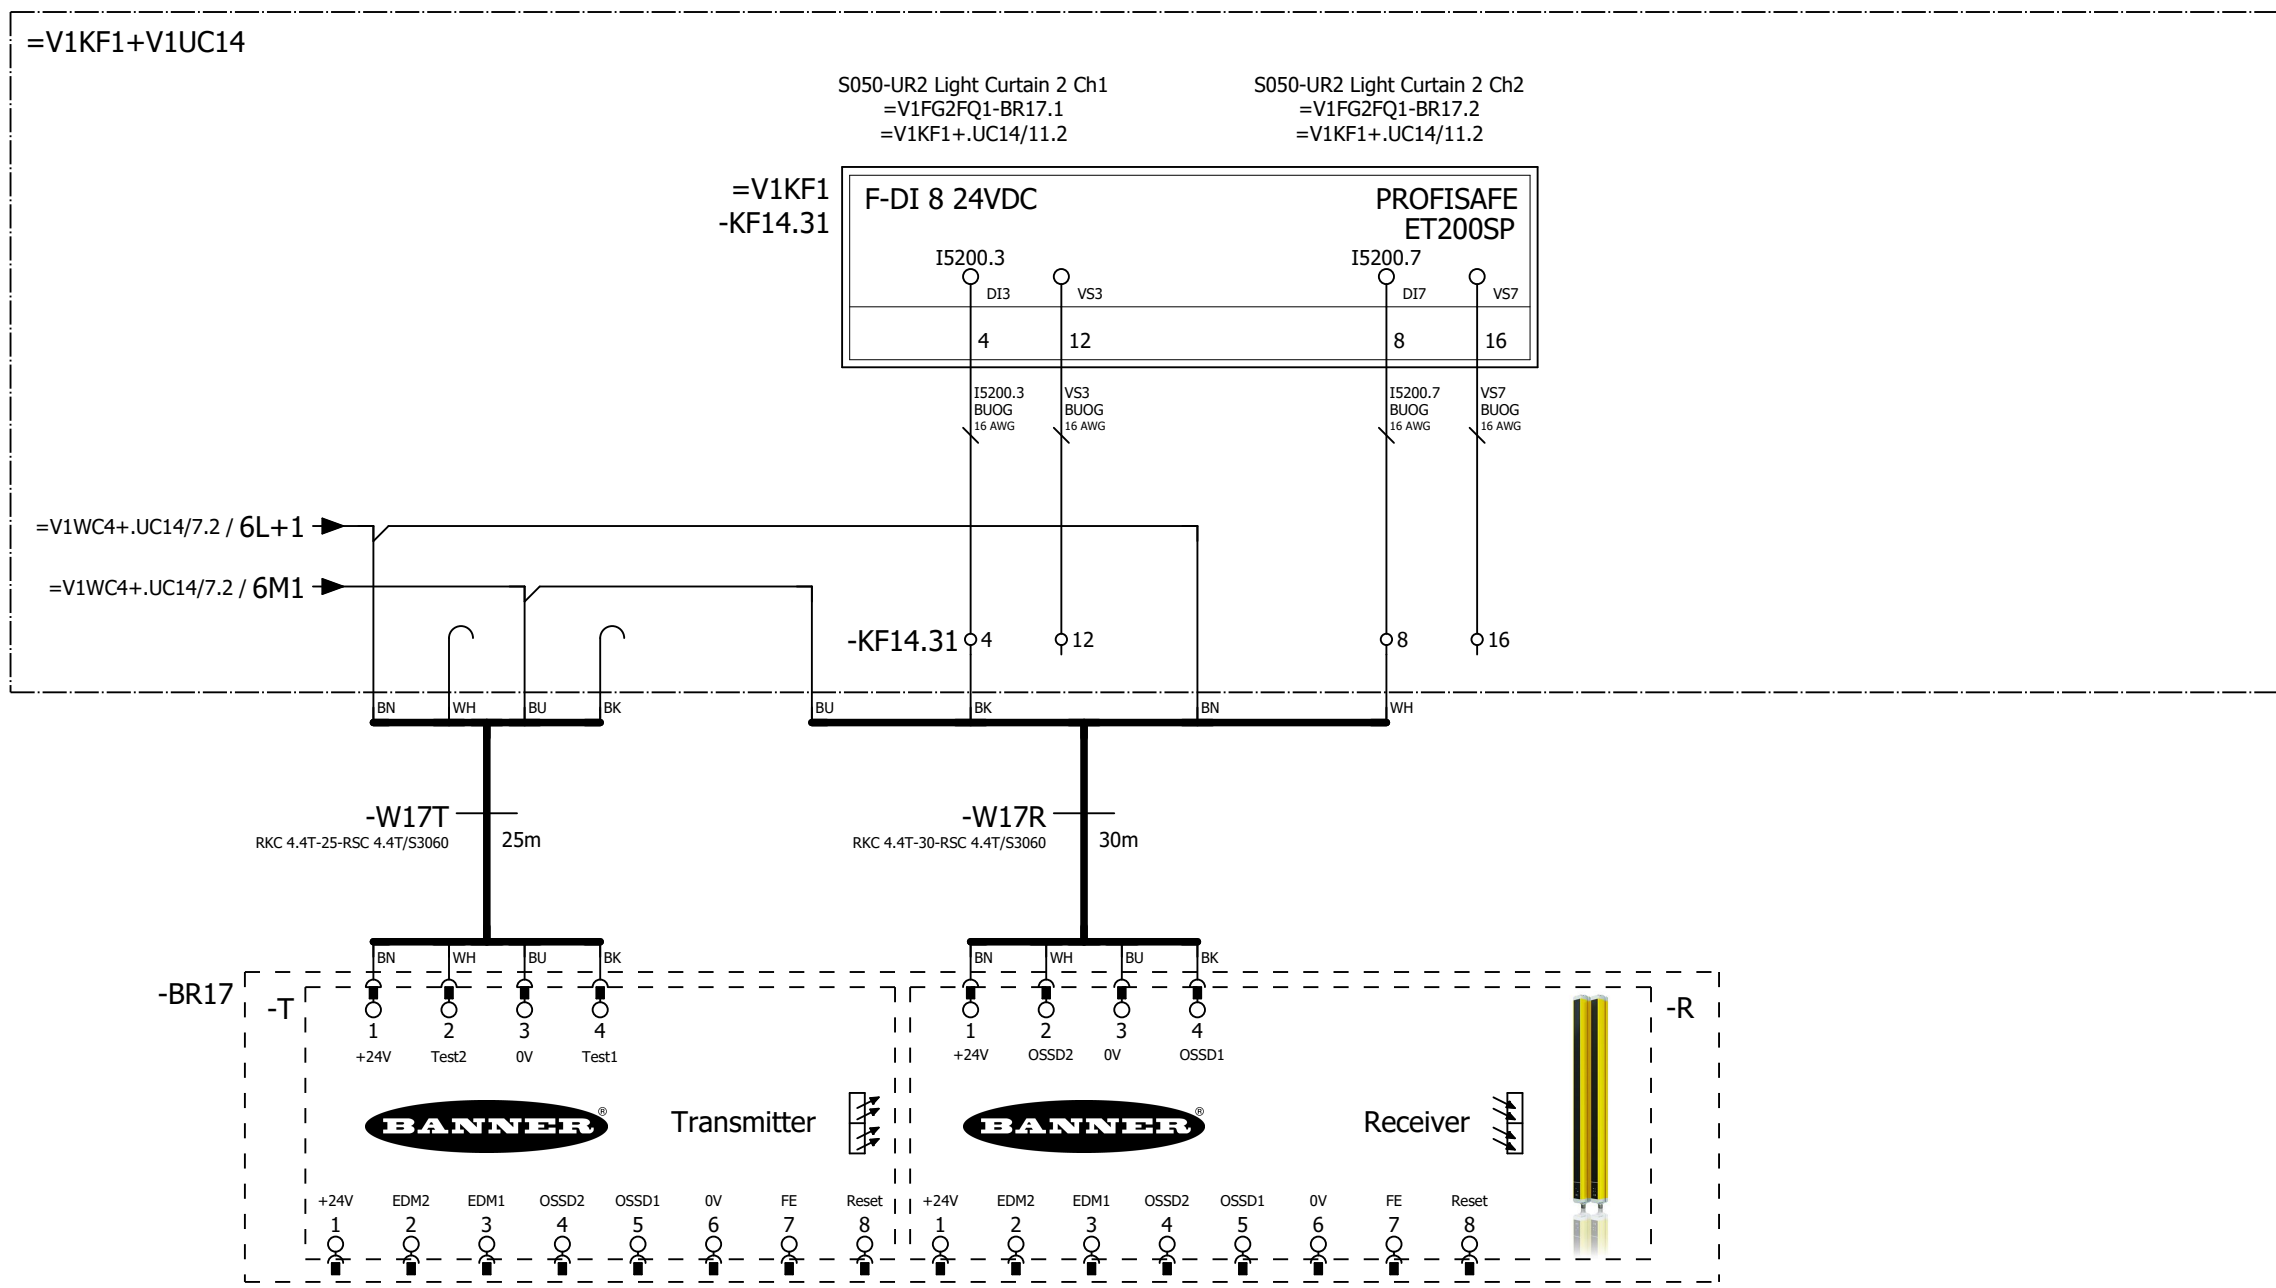 =V1KF1+V1UC14
S050-UR2 Light Curtain 2 Ch1
=V1FG2FQ1-BR17.1
=V1KF1+.UC14/11.2
S050-UR2 Light Curtain 2 Ch2
=V1FG2FQ1-BR17.2
=V1KF1+.UC14/11.2
=V1KF1
-KF14.31
F-DI 8 24VDC
PROFISAFE
ET200SP
I5200.3
I5200.7
DI3 VS3 DI7 VS7
4 12 8 16
I5200.3
BUOG
16 AWG
VS3
BUOG
16 AWG
I5200.7
BUOG
16 AWG
VS7
BUOG
16 AWG
=V1WC4+.UC14/7.2 / 6L+1
=V1WC4+.UC14/7.2 / 6M1
-KF14.31 4 12 8 16
BN WH BU BK BU BK BN WH
-W17T
RKC 4.4T-25-RSC 4.4T/S3060
25m
-W17R
RKC 4.4T-30-RSC 4.4T/S3060
30m
BN WH BU BK BN WH BU BK
-BR17
-T
-R
1 2 3 4 1 2 3 4
+24V Test2 0V Test1 +24V OSSD2 0V OSSD1
BANNER®
Transmitter
BANNER®
Receiver
+24V EDM2 EDM1 OSSD2 OSSD1 0V FE Reset +24V EDM2 EDM1 OSSD2 OSSD1 0V FE Reset
1 2 3 4 5 6 7 8 1 2 3 4 5 6 7 8